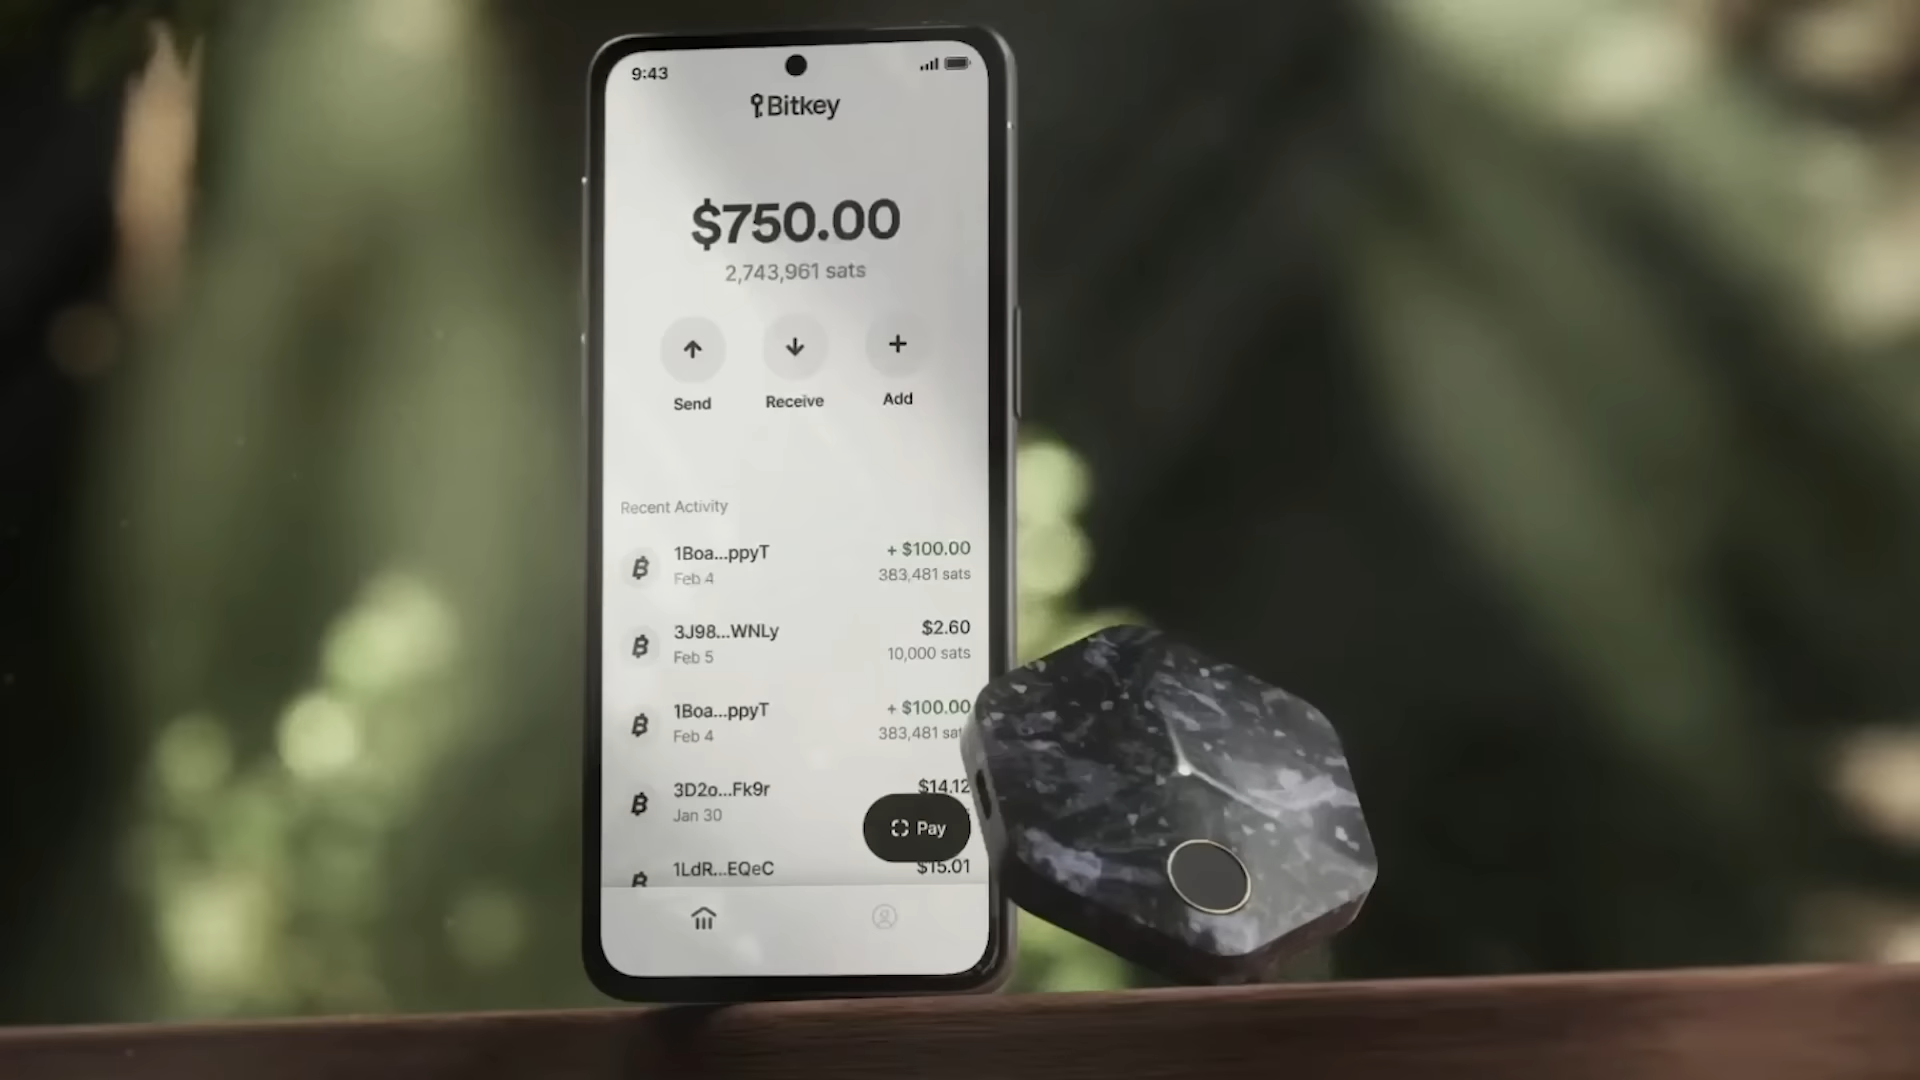 9:43
Bitkey
$750.00
2,743,961 sats
Send
Receive
Add
Recent Activity
1Boa...ppyT
+ $100.00
Feb 4
383,481 sats
3J98...WNLy
$2.60
Feb 5
10,000 sats
1Boa...ppyT
+ $100.00
Feb 4
383,481 sat
3D2o...Fk9r
$14.12
Jan 30
Pay
1LdR...EQeC
$15.01